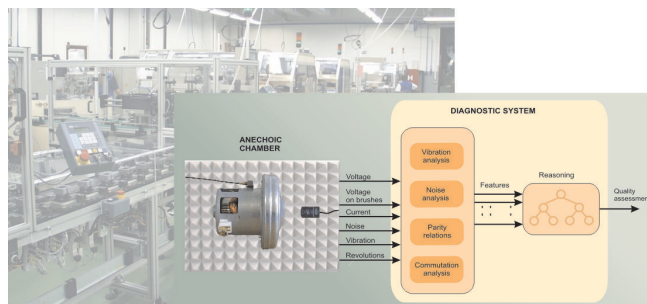 DIAGNOSTIC SYSTEM
ANECHOIC
CHAMBER
Voltage
Voltage
on brushes
Current
Noise
Vibration
Revolutions
Vibration
analysis
Noise
analysis
Parity
relations
Commutation
analysis
Features
Reasoning
Quality
assessment
H